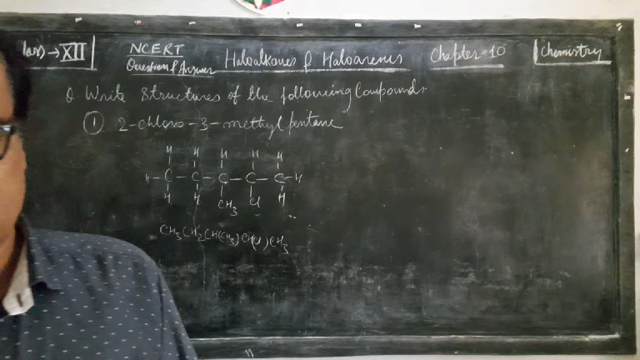 → XII NCERT Haloalkanes & Haloarenes Chapter-10 Chemistry
Question & Answer
Q Write Structures of the following Compounds.
① 2-chloro-3-methyl pentane
H H H H H
H-C-C-C-C-C-H
H H CH3 Cl H
CH3CH2CH(CH3)CH(Cl)CH3